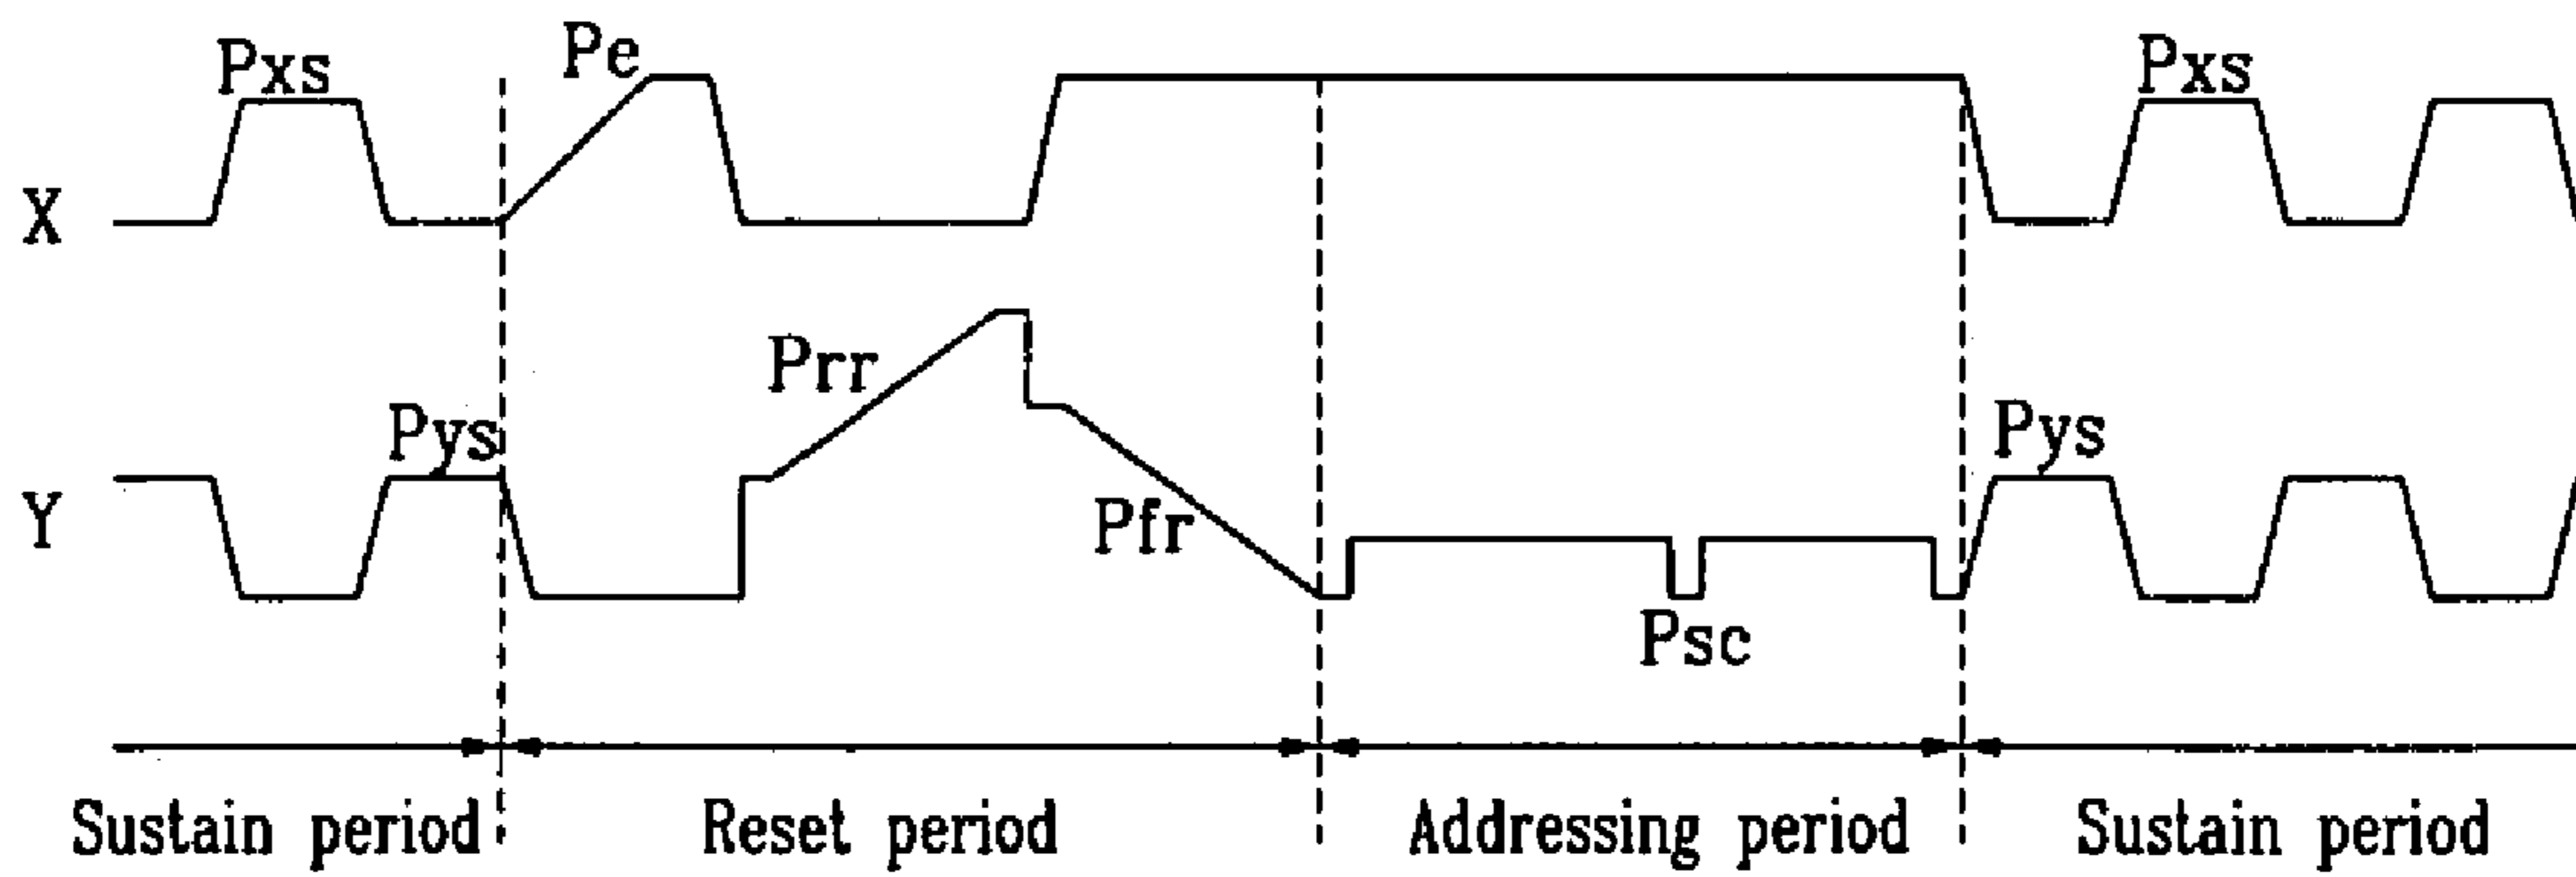 Pxs
Pe
Pxs
X
Prr
Pys
Pys
Y
Pfr
Psc
Sustain period
Reset period
Addressing period
Sustain period